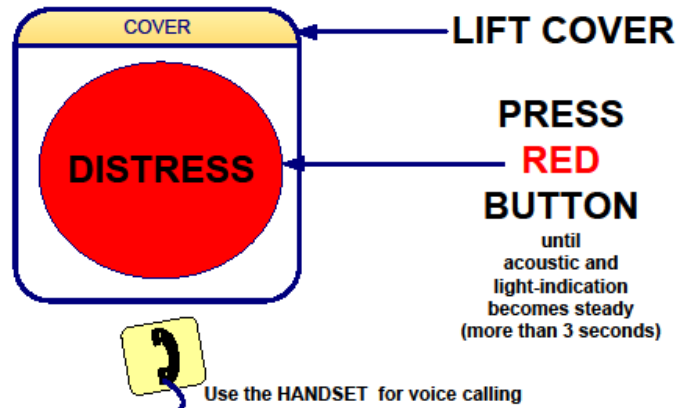 COVER
LIFT COVER
DISTRESS
PRESS
RED
BUTTON
until
acoustic and
light-indication
becomes steady
(more than 3 seconds)
Use the HANDSET for voice calling